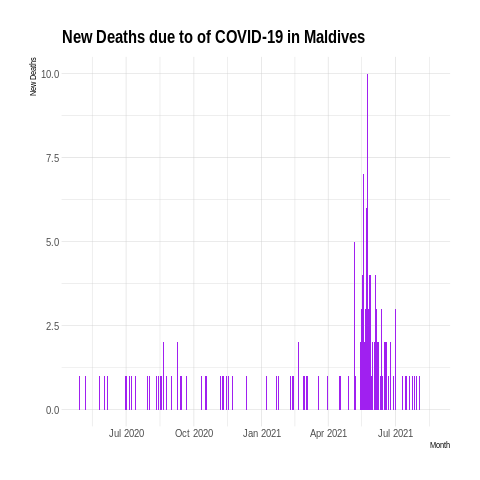 New Deaths due to of COVID-19 in Maldives
New Deaths
10.0
7.5
5.0
2.5
0.0
Jul 2020 Oct 2020 Jan 2021 Apr 2021 Jul 2021
Month